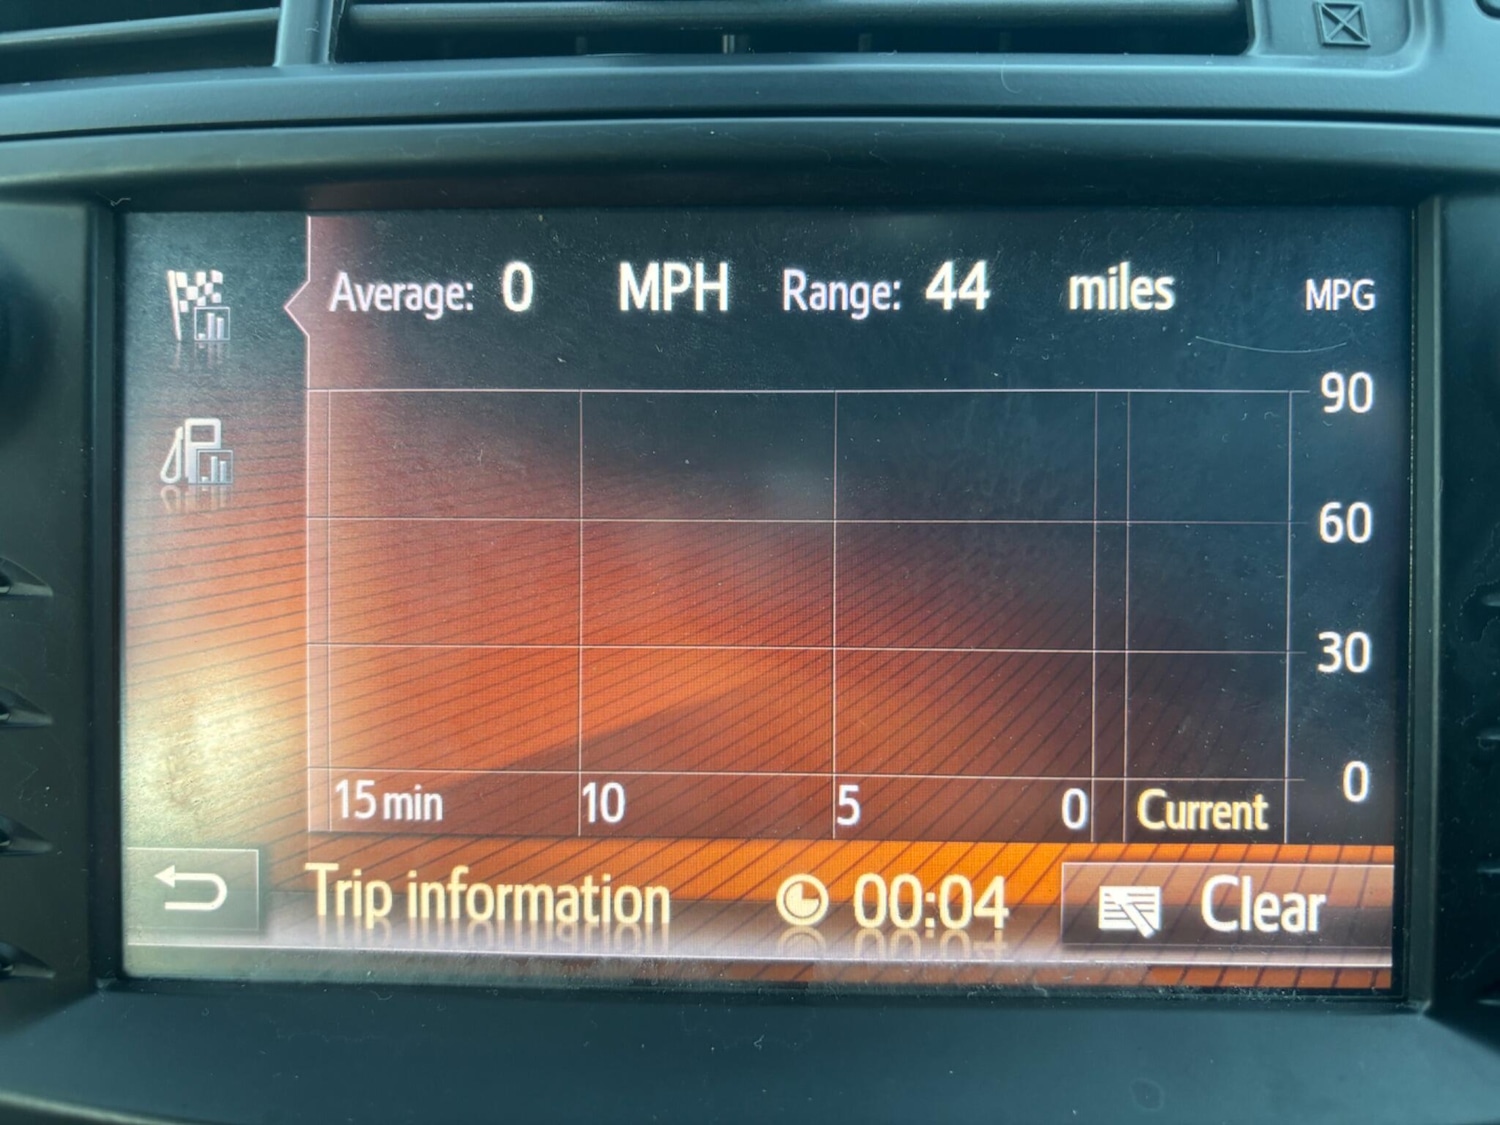 Average: 0 MPH Range: 44 miles MPG
90
60
30
0
15 min 10 5 0 Current
Trip information 00:04 Clear